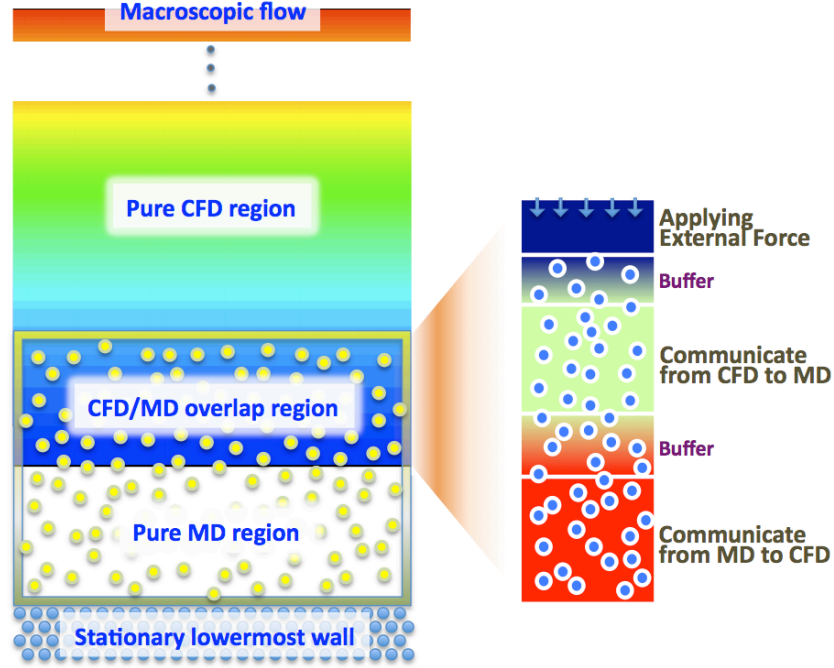 Macroscopic flow
Pure CFD region
CFD/MD overlap region
Pure MD region
Stationary lowermost wall
Applying
External Force
Buffer
Communicate
from CFD to MD
Buffer
Communicate
from MD to CFD